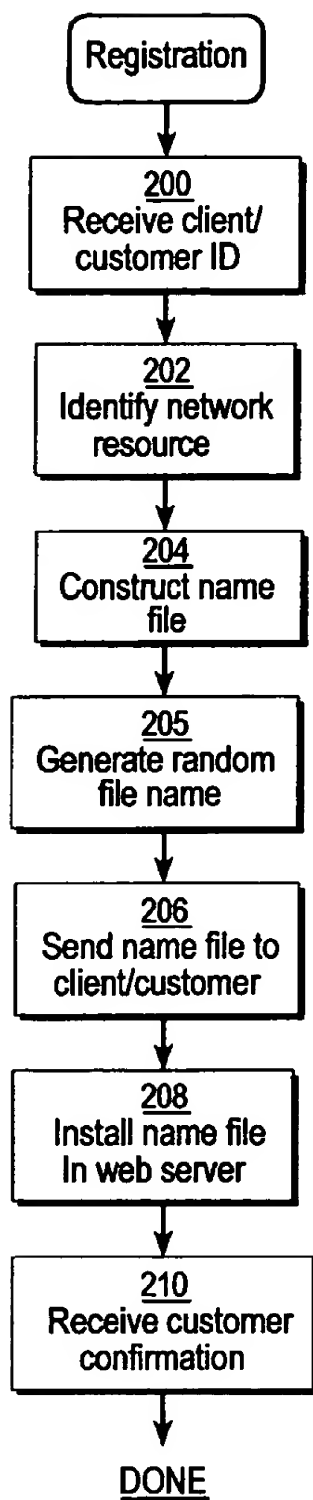 Registration
200
Receive client/
customer ID
202
Identify network
resource
204
Construct name
file
205
Generate random
file name
206
Send name file to
client/customer
208
Install name file
In web server
210
Receive customer
confirmation
DONE